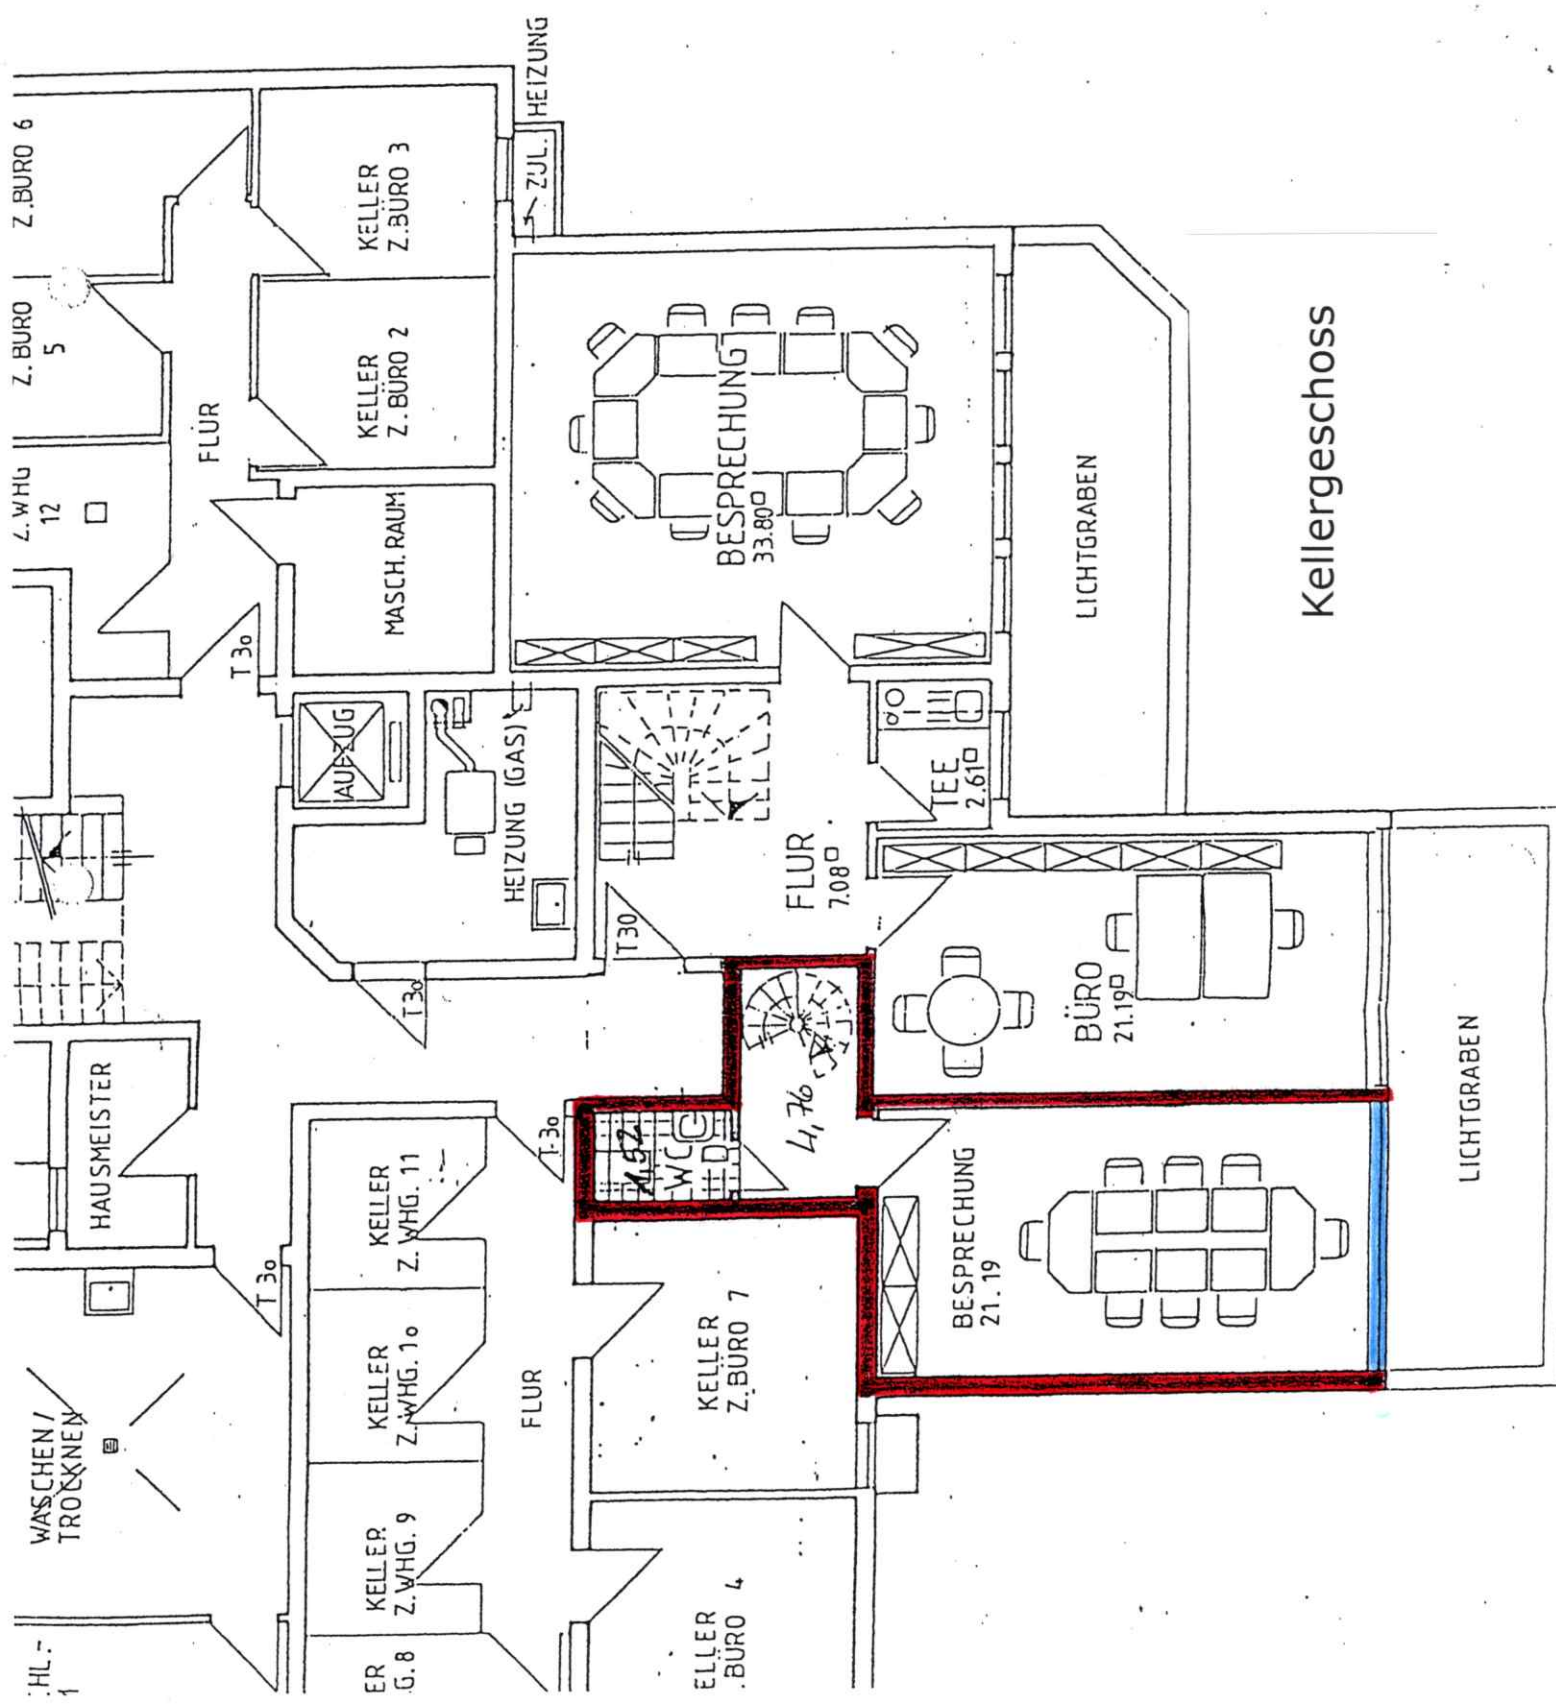 Z.BÜRO 6
Z.BÜRO
5
Z.WHG
12
FLUR
KELLER
Z.BÜRO 3
KELLER
Z.BÜRO 2
ZUL. HEIZUNG
MASCH.RAUM
T30
AUFZUG
HEIZUNG (GAS)
BESPRECHUNG
33.80
LICHTGRABEN
Kellergeschoss
TEE
2.61
FLUR
7.08
T30
T30
BÜRO
21.19
LICHTGRABEN
HAUSMEISTER
T30
T30
1.52
WC
4,76
BESPRECHUNG
21.19
KELLER
Z.WHG.11
KELLER
Z.WHG.10
KELLER
Z.WHG.9
FLUR
KELLER
Z.BÜRO 7
WASCHEN/
TROCKNEN
HL.-
1
ER
G.8
ELLER
.BÜRO 4